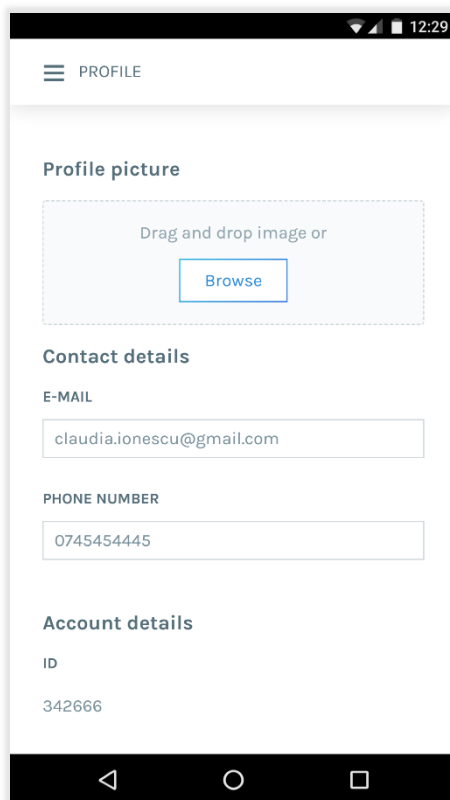 12:29
PROFILE
Profile picture
Drag and drop image or
Browse
Contact details
E-MAIL
claudia.ionescu@gmail.com
PHONE NUMBER
0745454445
Account details
ID
342666